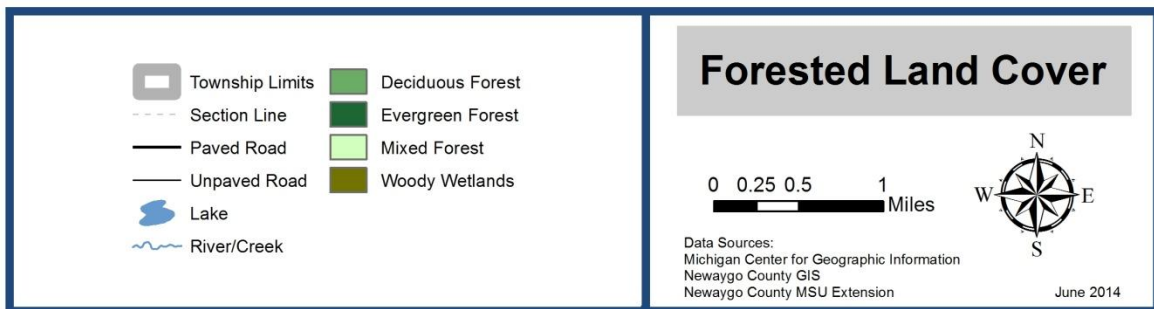 Township Limits
Section Line
Paved Road
Unpaved Road
Lake
River/Creek
Deciduous Forest
Evergreen Forest
Mixed Forest
Woody Wetlands
Forested Land Cover
0 0.25 0.5 1
Miles
N
W E
S
Data Sources:
Michigan Center for Geographic Information
Newaygo County GIS
Newaygo County MSU Extension
June 2014